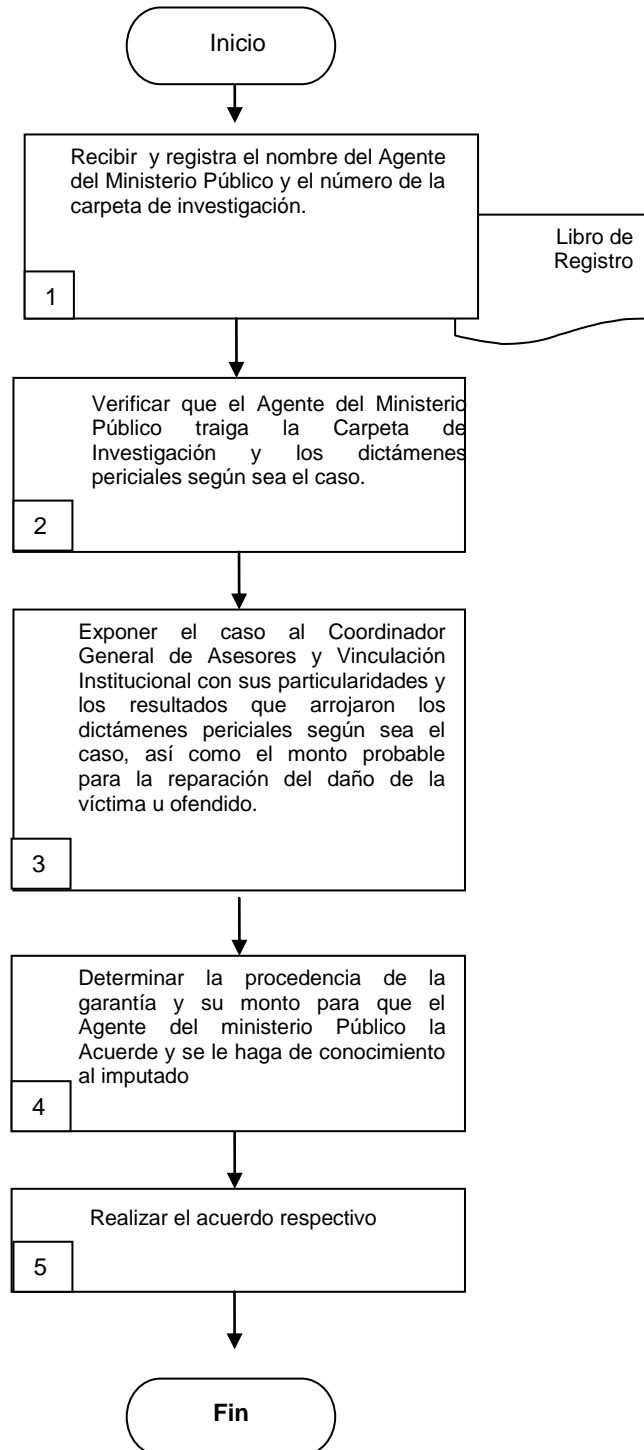 Inicio
Recibir y registra el nombre del Agente
del Ministerio Público y el número de la
carpeta de investigación.
Libro de
Registro
1
Verificar que el Agente del Ministerio
Público traiga la Carpeta de
Investigación y los dictámenes
periciales según sea el caso.
2
Exponer el caso al Coordinador
General de Asesores y Vinculación
Institucional con sus particularidades y
los resultados que arrojaron los
dictámenes periciales según sea el
caso, así como el monto probable
para la reparación del daño de la
víctima u ofendido.
3
Determinar la procedencia de la
garantía y su monto para que el
Agente del ministerio Público la
Acuerde y se le haga de conocimiento
al imputado
4
Realizar el acuerdo respectivo
5
Fin